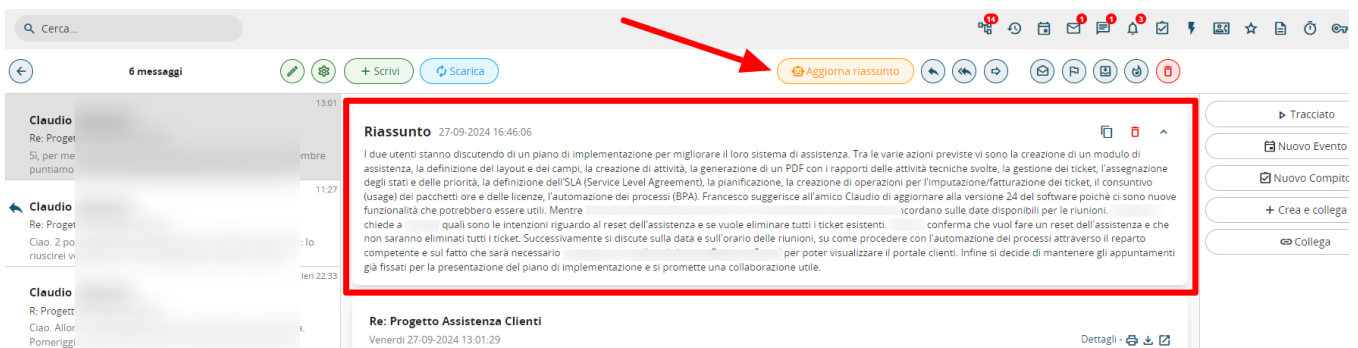 Cerca...
14
1
1
3
6 messaggi
+ Scrivi
Scarica
Aggiorna riassunto
13:01
Claudio
Re: Proget
Sì, per me
embre
puntiamo
11:27
Claudio
Re: Proget
Ciao. 2 po
: lo
riuscirei v
Ieri 22:33
Claudio
R: Progett
Ciao. Allor
a.
Pomerigg
Riassunto 27-09-2024 16:46:06
I due utenti stanno discutendo di un piano di implementazione per migliorare il loro sistema di assistenza. Tra le varie azioni previste vi sono la creazione di un modulo di
assistenza, la definizione del layout e dei campi, la creazione di attività, la generazione di un PDF con i rapporti delle attività tecniche svolte, la gestione dei ticket, l'assegnazione
degli stati e delle priorità, la definizione dell'SLA (Service Level Agreement), la pianificazione, la creazione di operazioni per l'imputazione/fatturazione dei ticket, il consuntivo
(usage) dei pacchetti ore e delle licenze, l'automazione dei processi (BPA). Francesco suggerisce all'amico Claudio di aggiornare alla versione 24 del software poiché ci sono nuove
funzionalità che potrebbero essere utili. Mentre cordano sulle date disponibili per le riunioni.
chiede a quali sono le intenzioni riguardo al reset dell'assistenza e se vuole eliminare tutti i ticket esistenti. conferma che vuol fare un reset dell'assistenza e che
non saranno eliminati tutti i ticket. Successivamente si discute sulla data e sull'orario delle riunioni, su come procedere con l'automazione dei processi attraverso il reparto
competente e sul fatto che sarà necessario per poter visualizzare il portale clienti. Infine si decide di mantenere gli appuntamenti
già fissati per la presentazione del piano di implementazione e si promette una collaborazione utile.
Re: Progetto Assistenza Clienti
Venerdì 27-09-2024 13:01:29
Dettagli -
Tracciato
Nuovo Evento
Nuovo Compito
+ Crea e collega
Collega